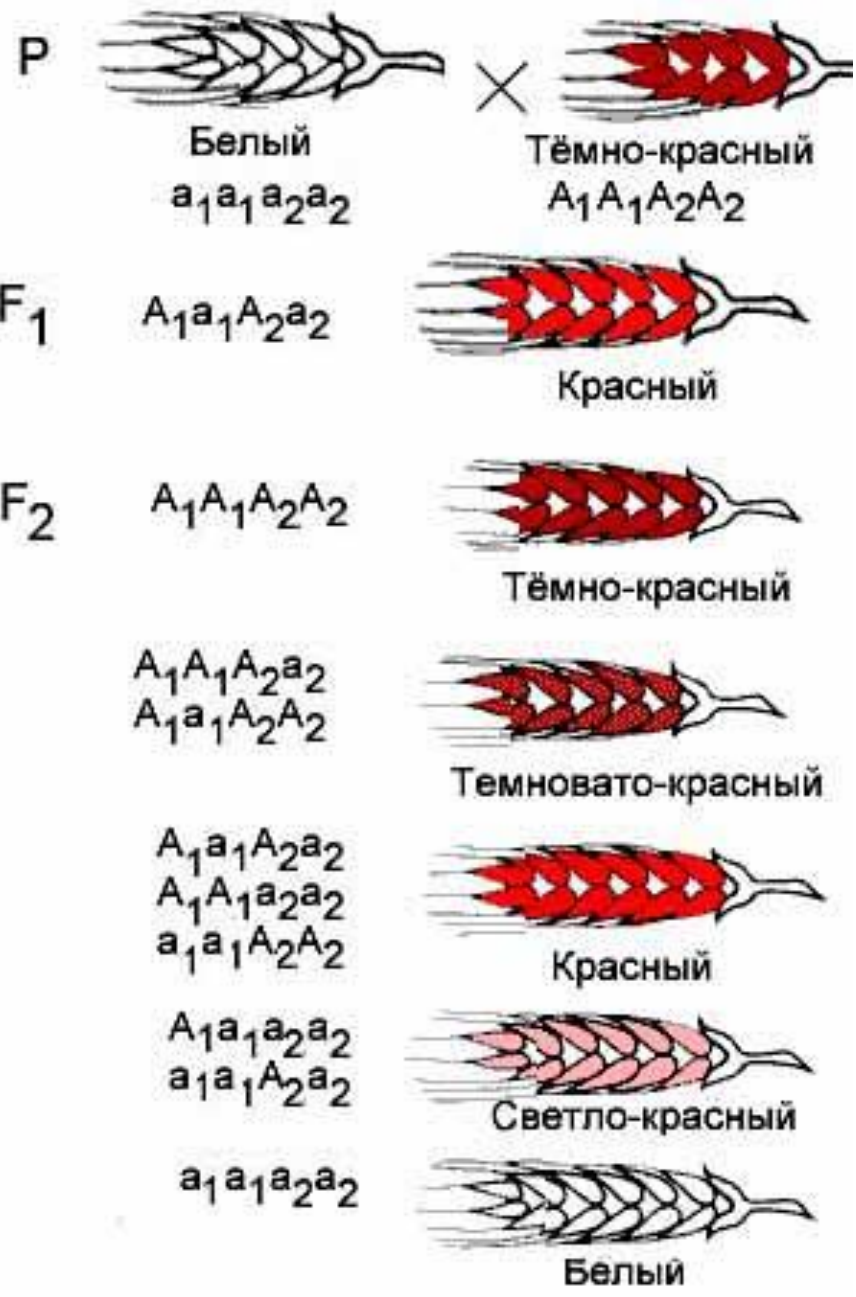 P
×
Белый
Тёмно-красный
a₁a₁a₂a₂
A₁A₁A₂A₂
F₁
A₁a₁A₂a₂
Красный
F₂
A₁A₁A₂A₂
Тёмно-красный
A₁A₁A₂a₂
A₁a₁A₂A₂
Темновато-красный
A₁a₁A₂a₂
A₁A₁a₂a₂
a₁a₁A₂A₂
Красный
A₁a₁a₂a₂
a₁a₁A₂a₂
Светло-красный
a₁a₁a₂a₂
Белый